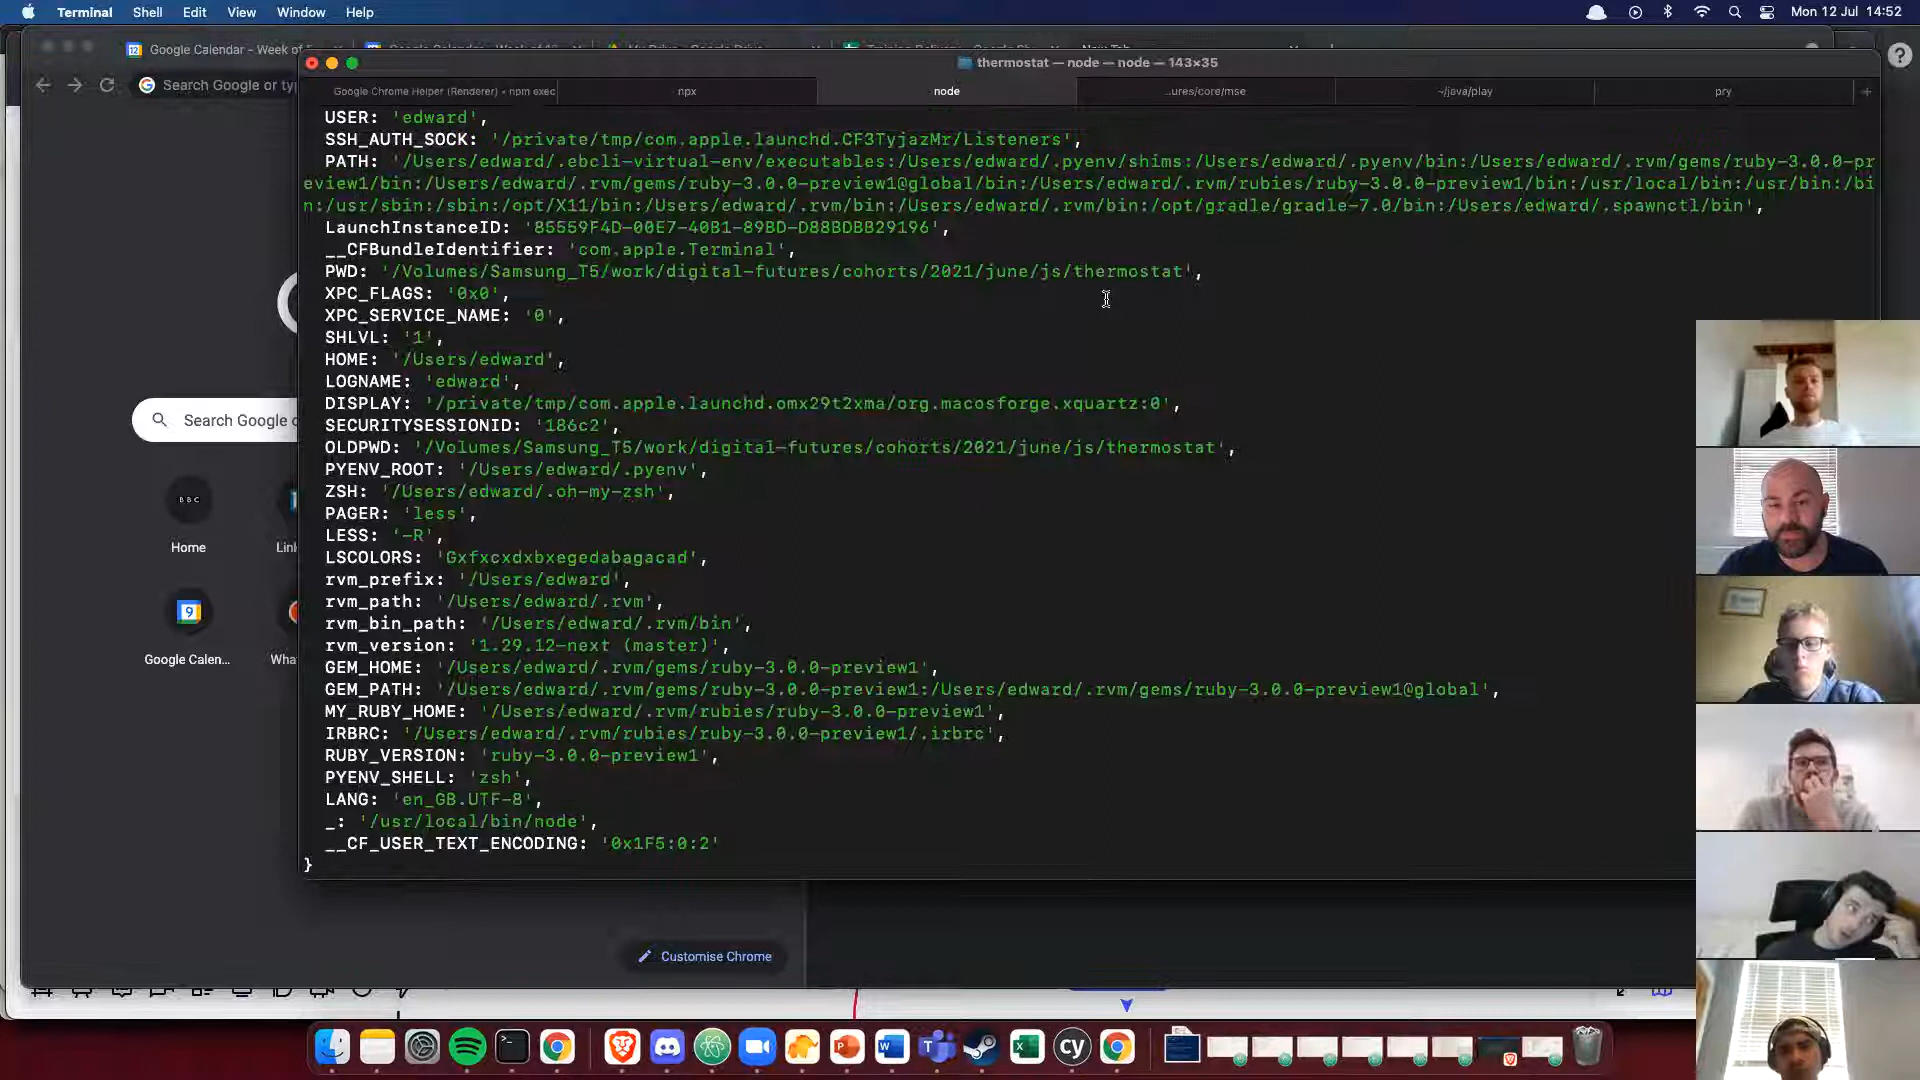 Terminal Shell Edit View Window Help Mon 12 Jul 14:52
Google Calendar - Week of
Search Google or ty
thermostat — node — node — 143×35
Google Chrome Helper (Renderer) • npm exec npx node ...ures/core/mse ~/java/play pry
USER: 'edward',
SSH_AUTH_SOCK: '/private/tmp/com.apple.launchd.CF3TyjazMr/Listeners',
PATH: '/Users/edward/.ebcli-virtual-env/executables:/Users/edward/.pyenv/shims:/Users/edward/.pyenv/bin:/Users/edward/.rvm/gems/ruby-3.0.0-pr
eview1/bin:/Users/edward/.rvm/gems/ruby-3.0.0-preview1@global/bin:/Users/edward/.rvm/rubies/ruby-3.0.0-preview1/bin:/usr/local/bin:/usr/bin:/bi
n:/usr/sbin:/sbin:/opt/X11/bin:/Users/edward/.rvm/bin:/Users/edward/.rvm/bin:/opt/gradle/gradle-7.0/bin:/Users/edward/.spawnctl/bin',
LaunchInstanceID: '85559F4D-00E7-40B1-89BD-D88BDBB29196',
__CFBundleIdentifier: 'com.apple.Terminal',
PWD: '/Volumes/Samsung_T5/work/digital-futures/cohorts/2021/june/js/thermostat',
XPC_FLAGS: '0x0',
XPC_SERVICE_NAME: '0',
SHLVL: '1',
HOME: '/Users/edward',
LOGNAME: 'edward',
DISPLAY: '/private/tmp/com.apple.launchd.omx29t2xma/org.macosforge.xquartz:0',
SECURITYSESSIONID: '186c2',
OLDPWD: '/Volumes/Samsung_T5/work/digital-futures/cohorts/2021/june/js/thermostat',
PYENV_ROOT: '/Users/edward/.pyenv',
ZSH: '/Users/edward/.oh-my-zsh',
PAGER: 'less',
LESS: '-R',
LSCOLORS: 'Gxfxcxdxbxegedabagacad',
rvm_prefix: '/Users/edward',
rvm_path: '/Users/edward/.rvm',
rvm_bin_path: '/Users/edward/.rvm/bin',
rvm_version: '1.29.12-next (master)',
GEM_HOME: '/Users/edward/.rvm/gems/ruby-3.0.0-preview1',
GEM_PATH: '/Users/edward/.rvm/gems/ruby-3.0.0-preview1:/Users/edward/.rvm/gems/ruby-3.0.0-preview1@global',
MY_RUBY_HOME: '/Users/edward/.rvm/rubies/ruby-3.0.0-preview1',
IRBRC: '/Users/edward/.rvm/rubies/ruby-3.0.0-preview1/.irbrc',
RUBY_VERSION: 'ruby-3.0.0-preview1',
PYENV_SHELL: 'zsh',
LANG: 'en_GB.UTF-8',
_: '/usr/local/bin/node',
__CF_USER_TEXT_ENCODING: '0x1F5:0:2'
}
Search Google
BBC
Home
Google Calen...
Customise Chrome
cy